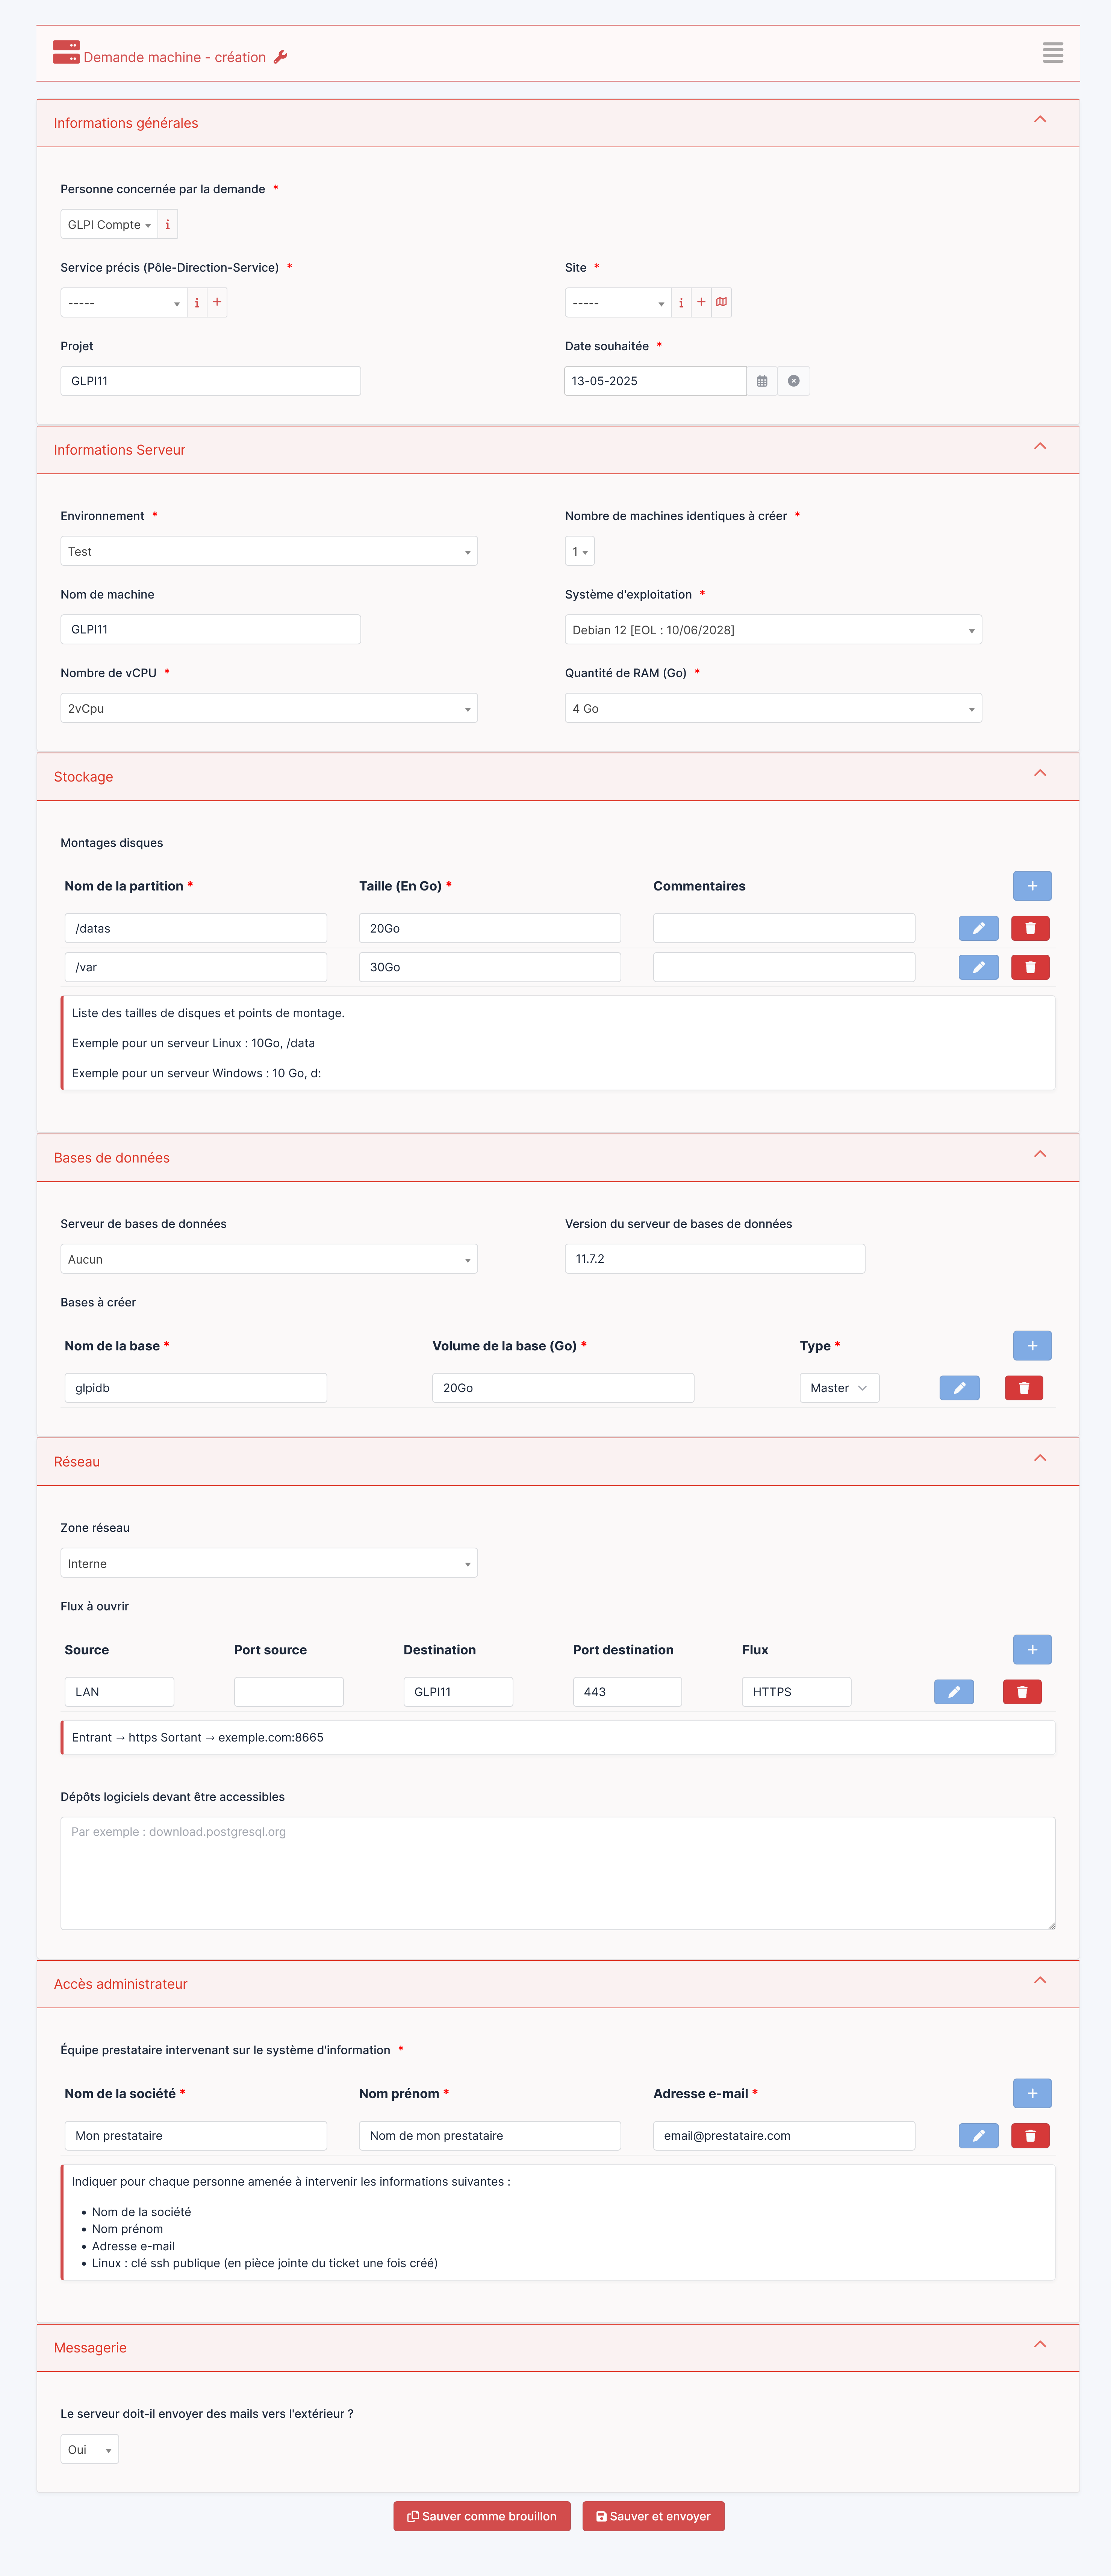 Demande machine - création
Informations générales
Personne concernée par la demande *
GLPI Compte
Service précis (Pôle-Direction-Service) * Site *
----- -----
Projet Date souhaitée *
GLPI11 13-05-2025
Informations Serveur
Environnement * Nombre de machines identiques à créer *
Test 1
Nom de machine Système d'exploitation *
GLPI11 Debian 12 [EOL : 10/06/2028]
Nombre de vCPU * Quantité de RAM (Go) *
2vCpu 4 Go
Stockage
Montages disques
Nom de la partition * Taille (En Go) * Commentaires
/datas 20Go
/var 30Go
Liste des tailles de disques et points de montage.
Exemple pour un serveur Linux : 10Go, /data
Exemple pour un serveur Windows : 10 Go, d:
Bases de données
Serveur de bases de données Version du serveur de bases de données
Aucun 11.7.2
Bases à créer
Nom de la base * Volume de la base (Go) * Type *
glpidb 20Go Master
Réseau
Zone réseau
Interne
Flux à ouvrir
Source Port source Destination Port destination Flux
LAN GLPI11 443 HTTPS
Entrant → https Sortant → exemple.com:8665
Dépôts logiciels devant être accessibles
Par exemple : download.postgresql.org
Accès administrateur
Équipe prestataire intervenant sur le système d'information *
Nom de la société * Nom prénom * Adresse e-mail *
Mon prestataire Nom de mon prestataire email@prestataire.com
Indiquer pour chaque personne amenée à intervenir les informations suivantes :
• Nom de la société
• Nom prénom
• Adresse e-mail
• Linux : clé ssh publique (en pièce jointe du ticket une fois créé)
Messagerie
Le serveur doit-il envoyer des mails vers l'extérieur ?
Oui
Sauver comme brouillon Sauver et envoyer